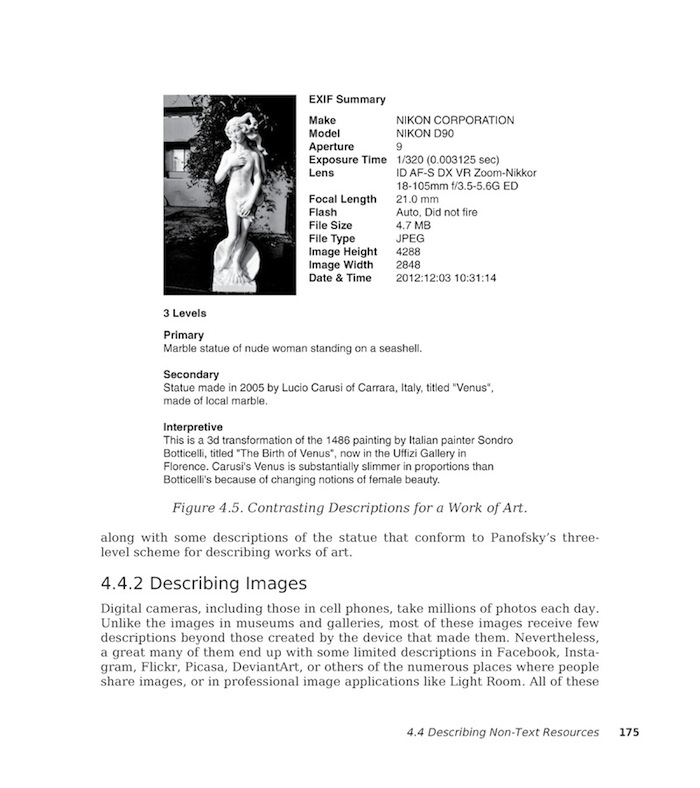 EXIF Summary
Make NIKON CORPORATION
Model NIKON D90
Aperture 9
Exposure Time 1/320 (0.003125 sec)
Lens ID AF-S DX VR Zoom-Nikkor
18-105mm f/3.5-5.6G ED
Focal Length 21.0 mm
Flash Auto, Did not fire
File Size 4.7 MB
File Type JPEG
Image Height 4288
Image Width 2848
Date & Time 2012:12:03 10:31:14
3 Levels
Primary
Marble statue of nude woman standing on a seashell.
Secondary
Statue made in 2005 by Lucio Carusi of Carrara, Italy, titled "Venus",
made of local marble.
Interpretive
This is a 3d transformation of the 1486 painting by Italian painter Sondro
Botticelli, titled "The Birth of Venus", now in the Uffizi Gallery in
Florence. Carusi's Venus is substantially slimmer in proportions than
Botticelli's because of changing notions of female beauty.
Figure 4.5. Contrasting Descriptions for a Work of Art.
along with some descriptions of the statue that conform to Panofsky’s three-
level scheme for describing works of art.
4.4.2 Describing Images
Digital cameras, including those in cell phones, take millions of photos each day.
Unlike the images in museums and galleries, most of these images receive few
descriptions beyond those created by the device that made them. Nevertheless,
a great many of them end up with some limited descriptions in Facebook, Insta-
gram, Flickr, Picasa, DeviantArt, or others of the numerous places where people
share images, or in professional image applications like Light Room. All of these
4.4 Describing Non-Text Resources 175